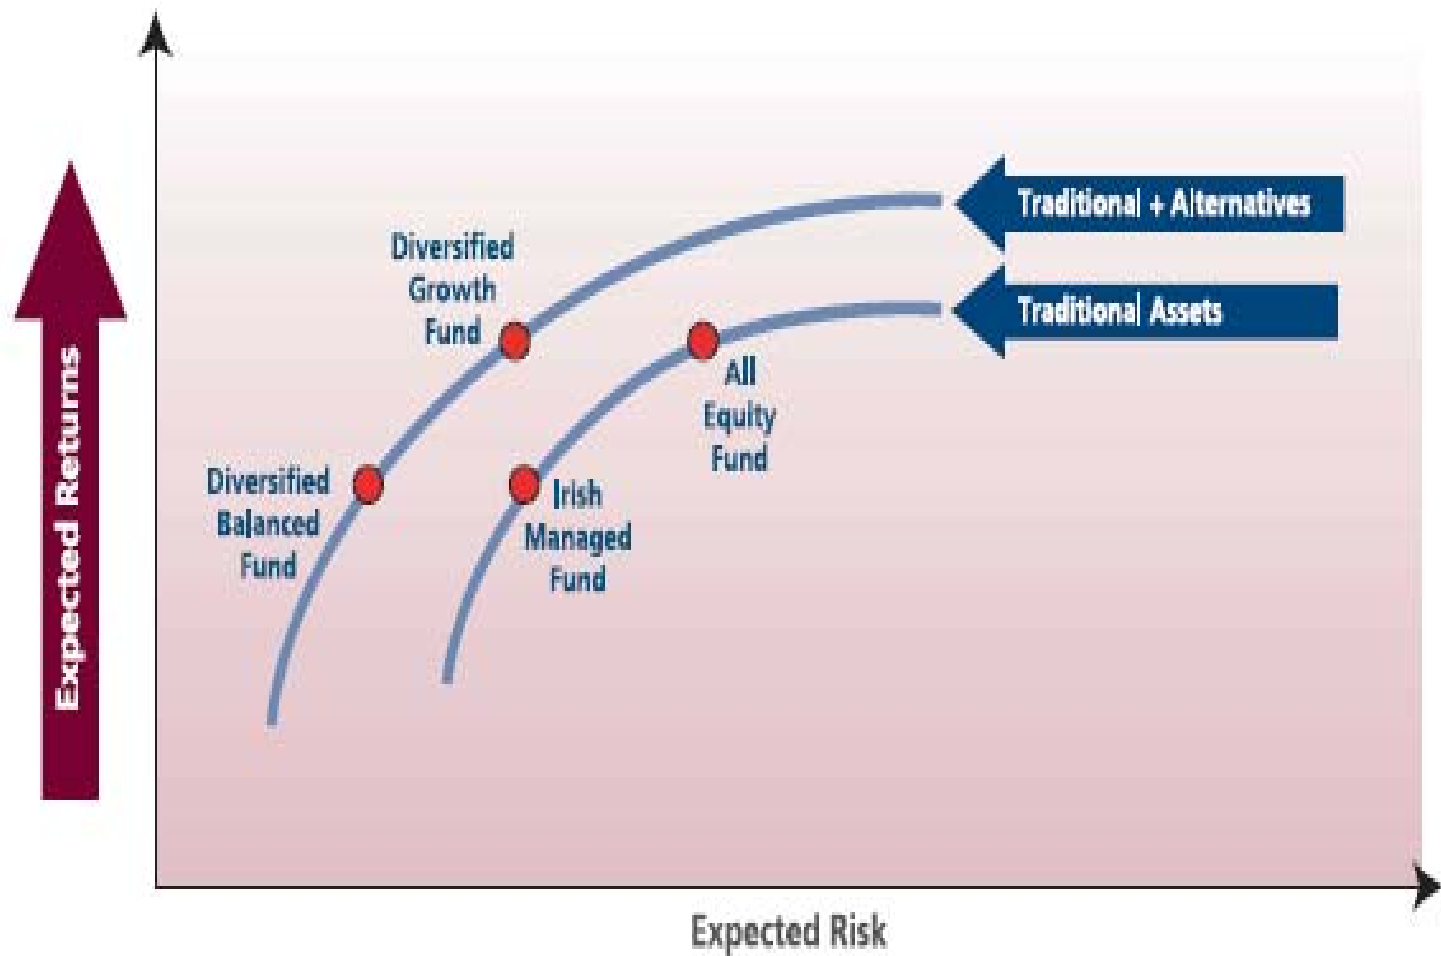 Expected Returns
Diversified
Growth
Fund
Traditional + Alternatives
Traditional Assets
All
Equity
Fund
Diversified
Balanced
Fund
Irish
Managed
Fund
Expected Risk